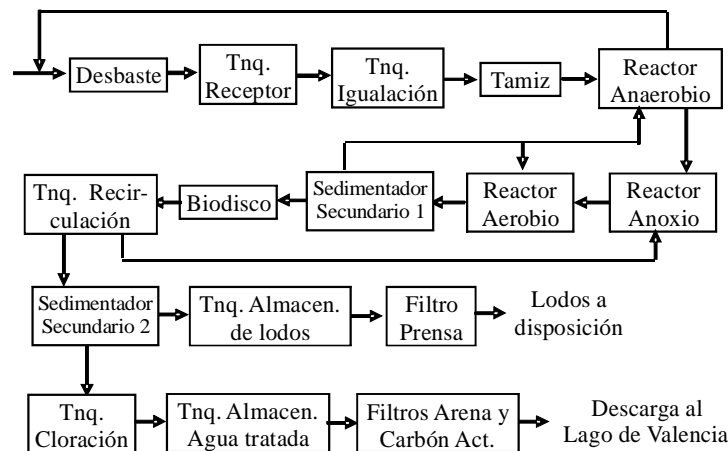 Desbaste
Tnq.
Receptor
Tnq.
Igualación
Tamiz
Reactor
Anaerobio
Tnq. Recir-
culación
Biodisco
Sedimentador
Secundario 1
Reactor
Aerobio
Reactor
Anoxio
Sedimentador
Secundario 2
Tnq. Almacen.
de lodos
Filtro
Prensa
Lodos a
disposición
Tnq.
Cloración
Tnq. Almacen.
Agua tratada
Filtros Arena y
Carbón Act.
Descarga al
Lago de Valencia